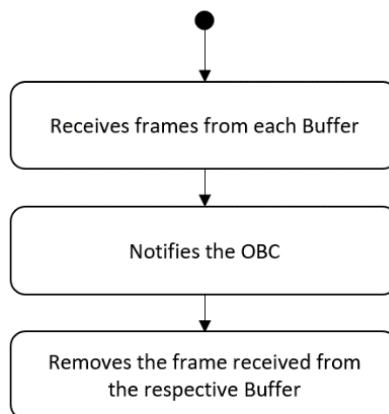 Receives frames from each Buffer
Notifies the OBC
Removes the frame received from
the respective Buffer